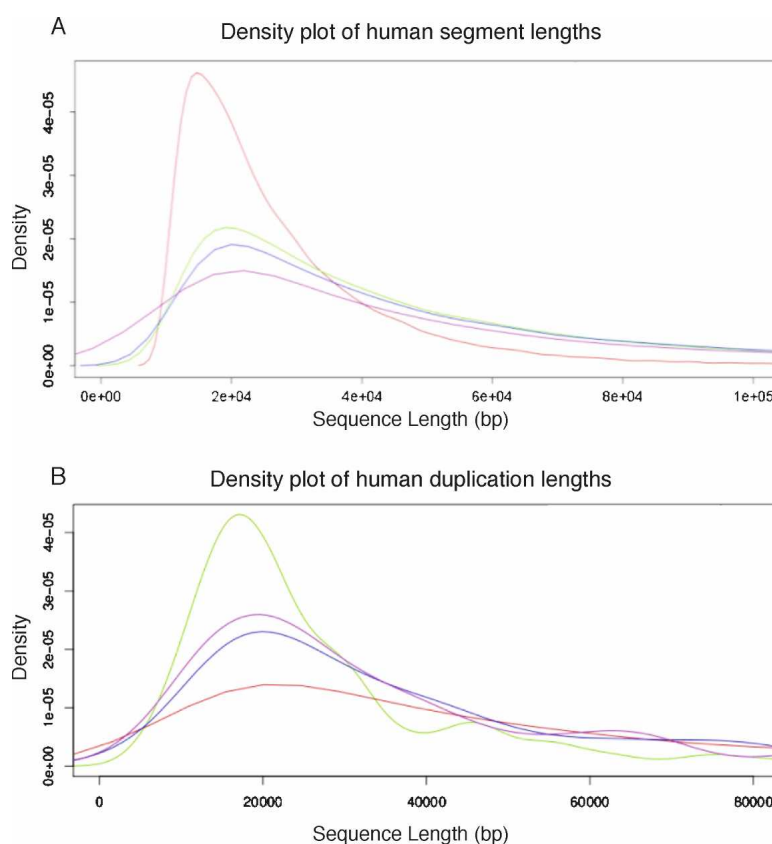 A
Density plot of human segment lengths
Density
4e-05
3e-05
2e-05
1e-05
0e+00
0e+00 2e+04 4e+04 6e+04 8e+04 1e+05
Sequence Length (bp)
B
Density plot of human duplication lengths
Density
4e-05
3e-05
2e-05
1e-05
0e+00
0 20000 40000 60000 80000
Sequence Length (bp)